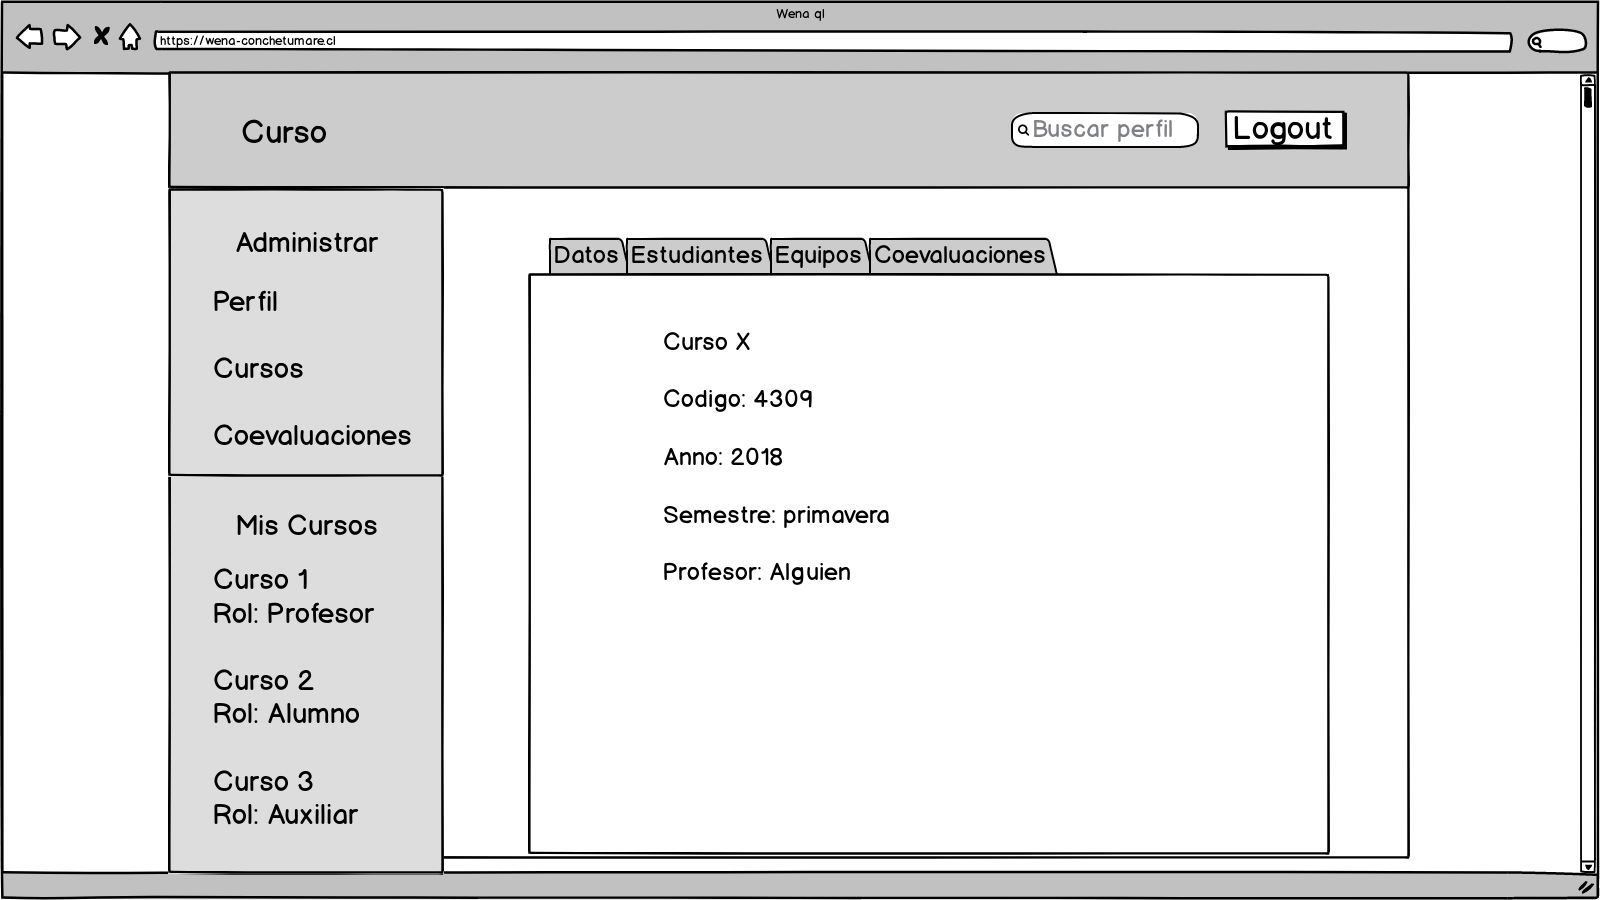 Wena ql
https://wena-conchetumare.cl
Curso
Buscar perfil
Logout
Administrar
Perfil
Cursos
Coevaluaciones
Mis Cursos
Curso 1
Rol: Profesor
Curso 2
Rol: Alumno
Curso 3
Rol: Auxiliar
Datos Estudiantes Equipos Coevaluaciones
Curso X
Codigo: 4309
Anno: 2018
Semestre: primavera
Profesor: Alguien